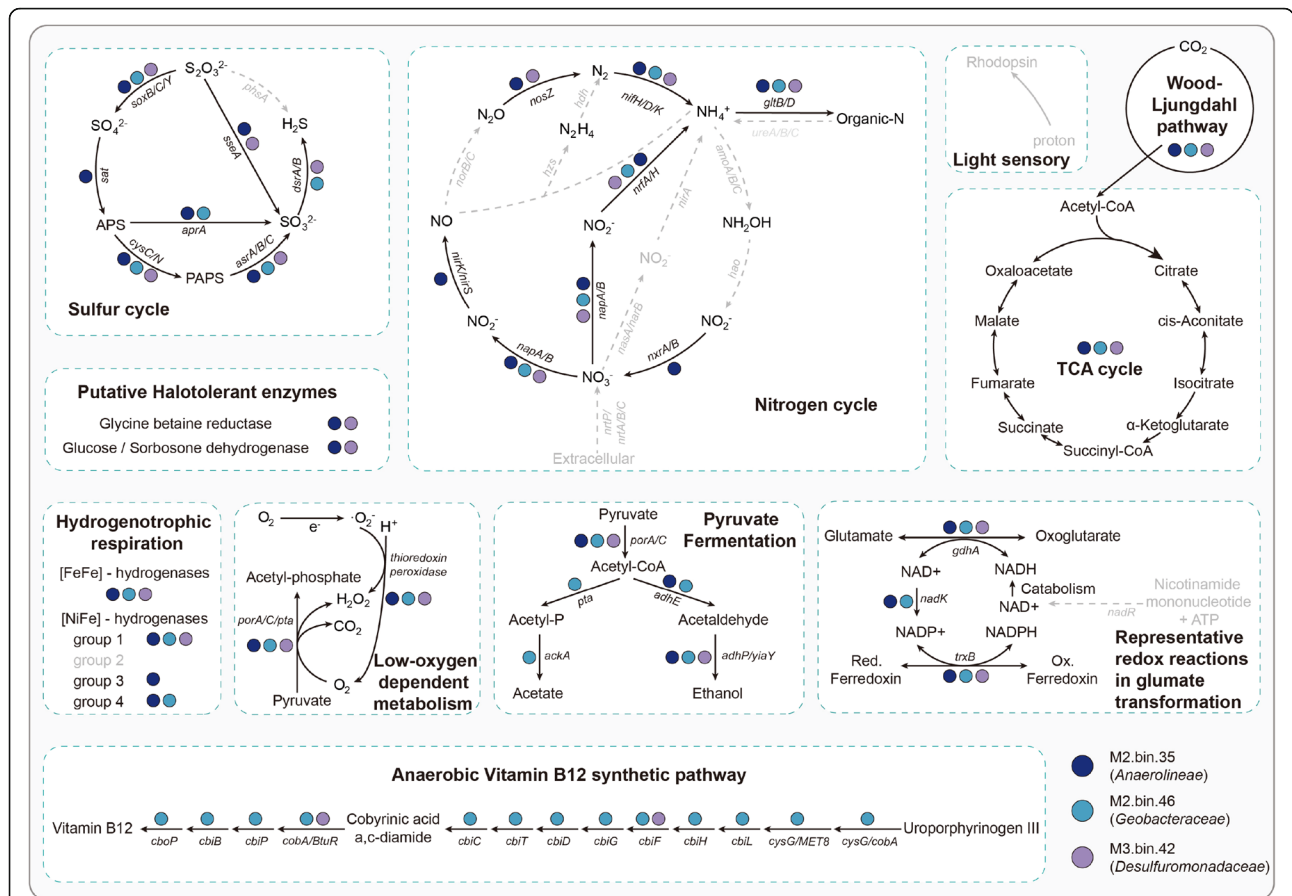 S₂O₃²⁻
soxB/C/Y
phsA
SO₄²⁻
H₂S
sseA
sat
dsrA/B
APS
aprA
SO₃²⁻
cysC/N
asrA/B/C
PAPS
Sulfur cycle
Putative Halotolerant enzymes
Glycine betaine reductase
Glucose / Sorbosone dehydrogenase
N₂
nosZ
nifH/D/K
N₂O
hdh
NH₄⁺
gltB/D
Organic-N
ureA/B/C
N₂H₄
norB/C
hzs
nrfA/H
nirA
amoA/B/C
NO
NO₂⁻
NH₂OH
NO₂⁻
nirK/nirS
napA/B
hao
nasA/narB
NO₂⁻
NO₂⁻
napA/B
nxrA/B
NO₃⁻
nrtP/
nrtA/B/C
Extracellular
Nitrogen cycle
Rhodopsin
proton
Light sensory
CO₂
Wood-
Ljungdahl
pathway
Acetyl-CoA
Oxaloacetate
Citrate
Malate
cis-Aconitate
TCA cycle
Fumarate
Isocitrate
Succinate
α-Ketoglutarate
Succinyl-CoA
Hydrogenotrophic
respiration
[FeFe] - hydrogenases
[NiFe] - hydrogenases
group 1
group 2
group 3
group 4
O₂
e⁻
·O₂⁻
H⁺
thioredoxin
peroxidase
Acetyl-phosphate
H₂O₂
porA/C/pta
CO₂
O₂
Pyruvate
Low-oxygen
dependent
metabolism
Pyruvate
porA/C
Pyruvate
Fermentation
Acetyl-CoA
pta
adhE
Acetyl-P
Acetaldehyde
ackA
adhP/yiaY
Acetate
Ethanol
Glutamate
Oxoglutarate
gdhA
NAD+
NADH
nadK
Catabolism
NAD+
nadR
Nicotinamide
mononucleotide
+ ATP
NADP+
NADPH
trxB
Red.
Ferredoxin
Ox.
Ferredoxin
Representative
redox reactions
in glumate
transformation
Anaerobic Vitamin B12 synthetic pathway
Vitamin B12
cboP
cbiB
cbiP
cobA/BtuR
Cobyrinic acid
a,c-diamide
cbiC
cbiT
cbiD
cbiG
cbiF
cbiH
cbiL
cysG/MET8
cysG/cobA
Uroporphyrinogen III
M2.bin.35
(Anaerolineae)
M2.bin.46
(Geobacteraceae)
M3.bin.42
(Desulfuromonadaceae)